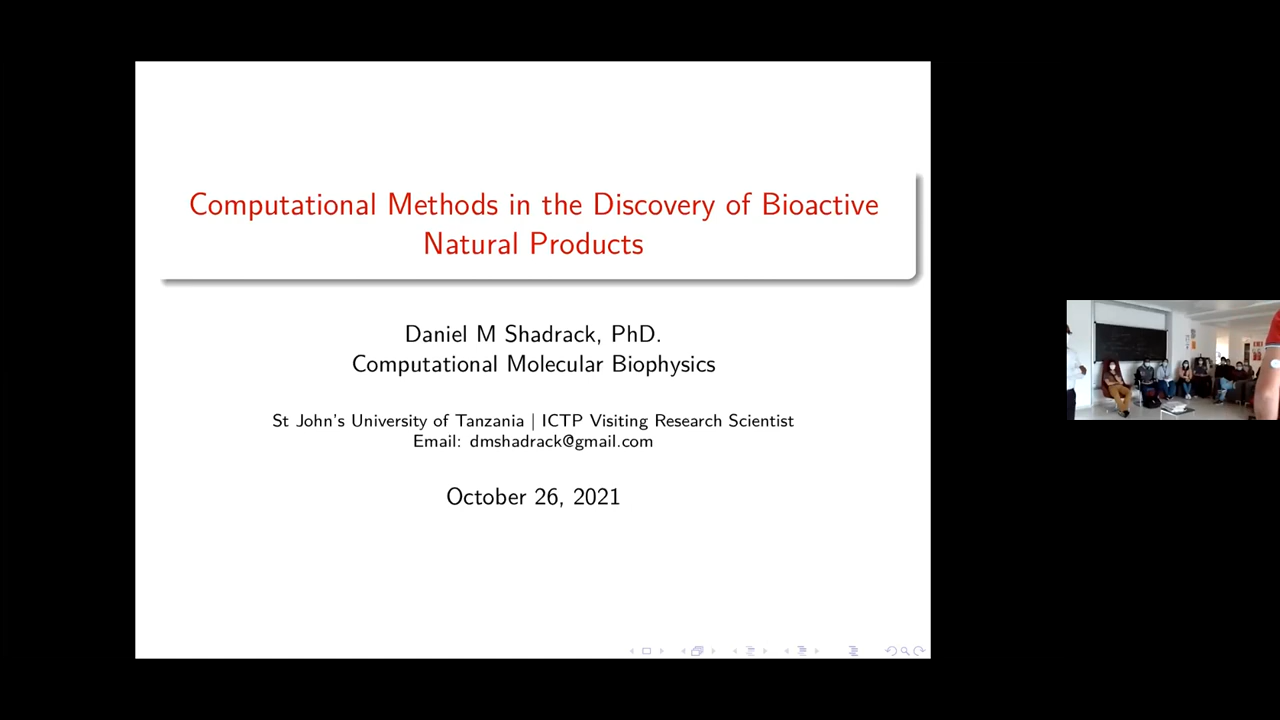 Computational Methods in the Discovery of Bioactive
Natural Products
Daniel M Shadrack, PhD.
Computational Molecular Biophysics
St John's University of Tanzania | ICTP Visiting Research Scientist
Email: dmshadrack@gmail.com
October 26, 2021